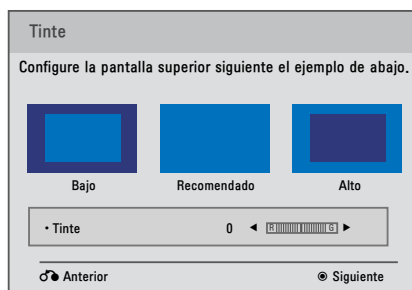 Tinte
Configure la pantalla superior siguiente el ejemplo de abajo.
Bajo Recomendado Alto
• Tinte 0 ◄ R G ►
Anterior Siguiente